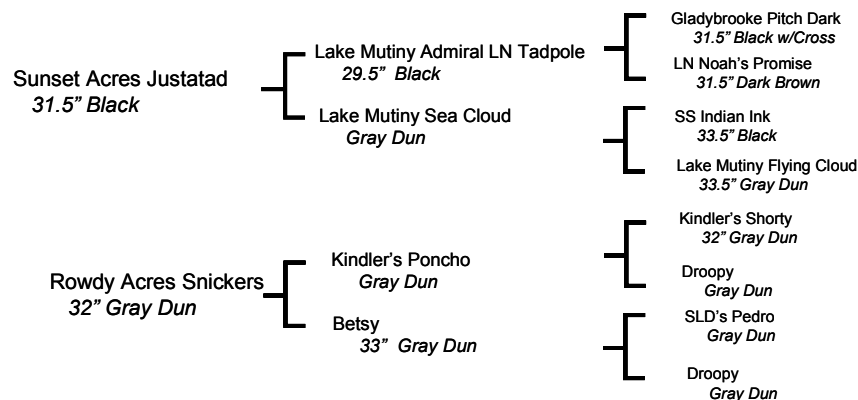 Sunset Acres Justatad
31.5” Black
Lake Mutiny Admiral LN Tadpole
29.5” Black
Gladybrooke Pitch Dark
31.5” Black w/Cross
LN Noah’s Promise
31.5” Dark Brown
Lake Mutiny Sea Cloud
Gray Dun
SS Indian Ink
33.5” Black
Lake Mutiny Flying Cloud
33.5” Gray Dun
Rowdy Acres Snickers
32” Gray Dun
Kindler’s Poncho
Gray Dun
Kindler’s Shorty
32” Gray Dun
Droopy
Gray Dun
Betsy
33” Gray Dun
SLD’s Pedro
Gray Dun
Droopy
Gray Dun